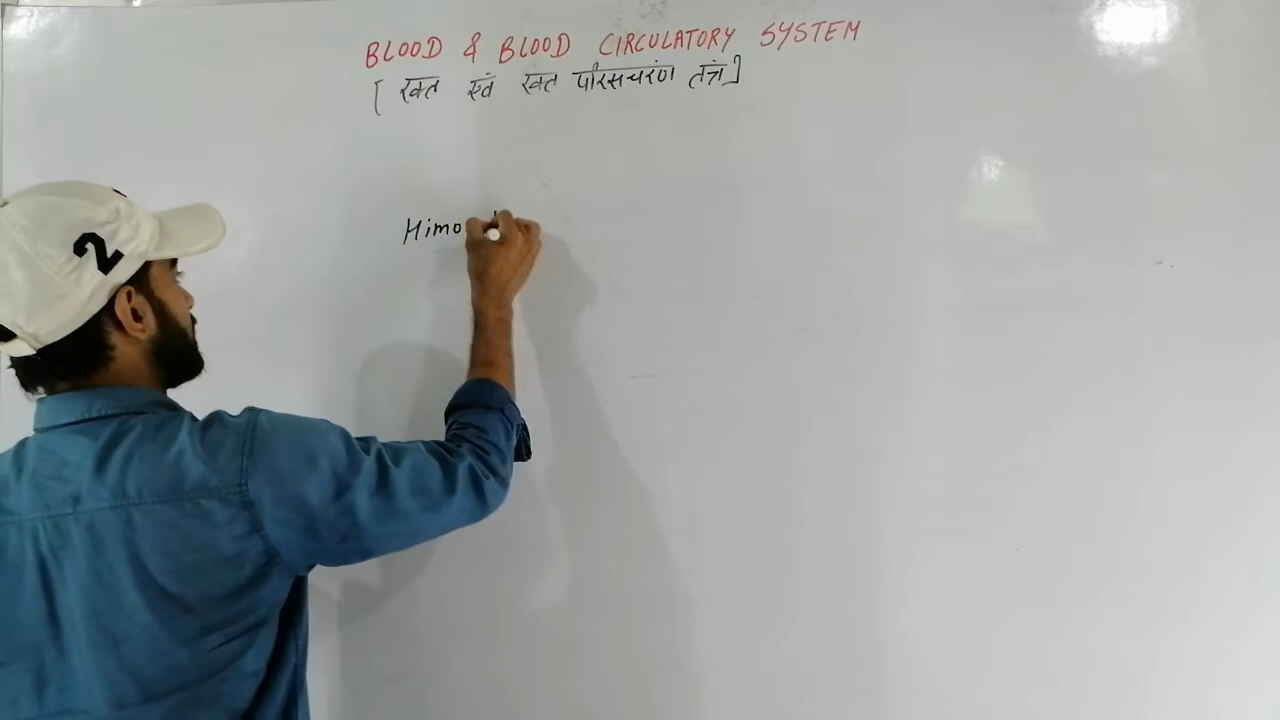 BLOOD & BLOOD CIRCULATORY SYSTEM
[ रक्त एवं रक्त परिसंचरण तंत्र ]
Himo
2